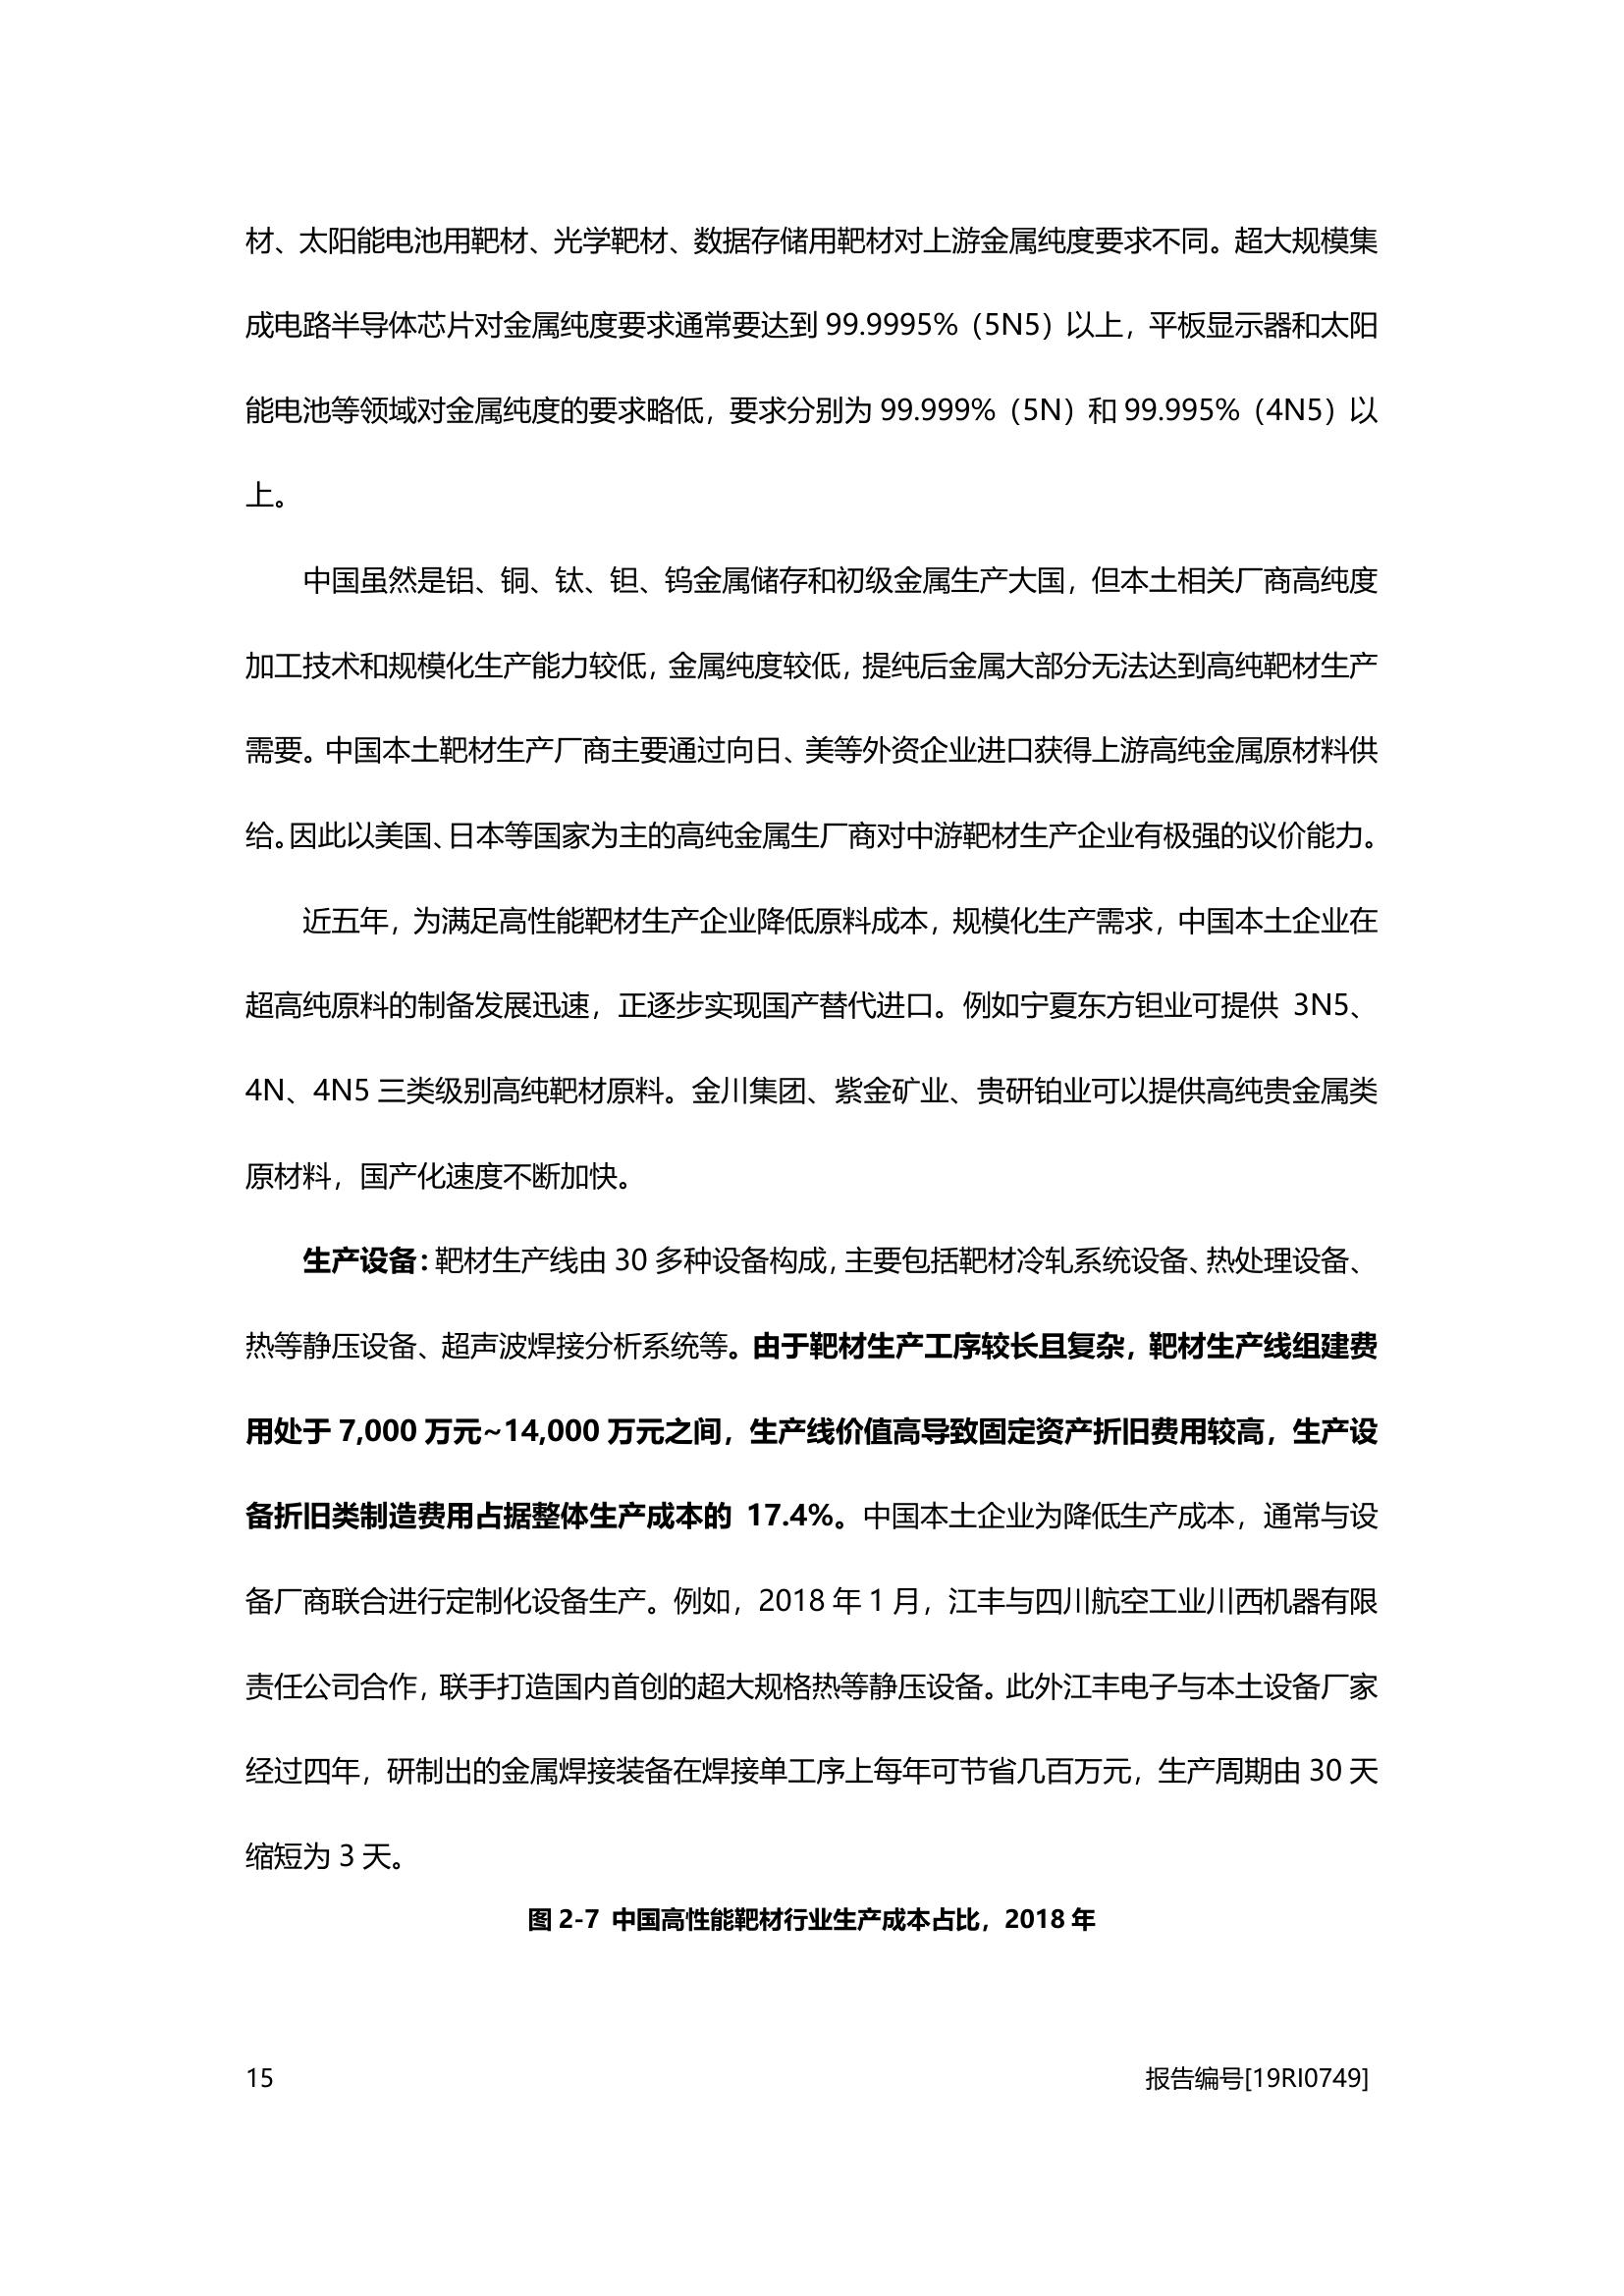 材、太阳能电池用靶材、光学靶材、数据存储用靶材对上游金属纯度要求不同。超大规模集
成电路半导体芯片对金属纯度要求通常要达到 99.9995%（5N5）以上，平板显示器和太阳
能电池等领域对金属纯度的要求略低，要求分别为 99.999%（5N）和 99.995%（4N5）以
上。
中国虽然是铝、铜、钛、钽、钨金属储存和初级金属生产大国，但本土相关厂商高纯度
加工技术和规模化生产能力较低，金属纯度较低，提纯后金属大部分无法达到高纯靶材生产
需要。中国本土靶材生产厂商主要通过向日、美等外资企业进口获得上游高纯金属原材料供
给。因此以美国、日本等国家为主的高纯金属生厂商对中游靶材生产企业有极强的议价能力。
近五年，为满足高性能靶材生产企业降低原料成本，规模化生产需求，中国本土企业在
超高纯原料的制备发展迅速，正逐步实现国产替代进口。例如宁夏东方钽业可提供 3N5、
4N、4N5 三类级别高纯靶材原料。金川集团、紫金矿业、贵研铂业可以提供高纯贵金属类
原材料，国产化速度不断加快。
生产设备：靶材生产线由 30 多种设备构成，主要包括靶材冷轧系统设备、热处理设备、
热等静压设备、超声波焊接分析系统等。由于靶材生产工序较长且复杂，靶材生产线组建费
用处于 7,000 万元~14,000 万元之间，生产线价值高导致固定资产折旧费用较高，生产设
备折旧类制造费用占据整体生产成本的 17.4%。中国本土企业为降低生产成本，通常与设
备厂商联合进行定制化设备生产。例如，2018 年 1 月，江丰与四川航空工业川西机器有限
责任公司合作，联手打造国内首创的超大规格热等静压设备。此外江丰电子与本土设备厂家
经过四年，研制出的金属焊接装备在焊接单工序上每年可节省几百万元，生产周期由 30 天
缩短为 3 天。
图 2-7 中国高性能靶材行业生产成本占比，2018 年
15 报告编号[19RI0749]